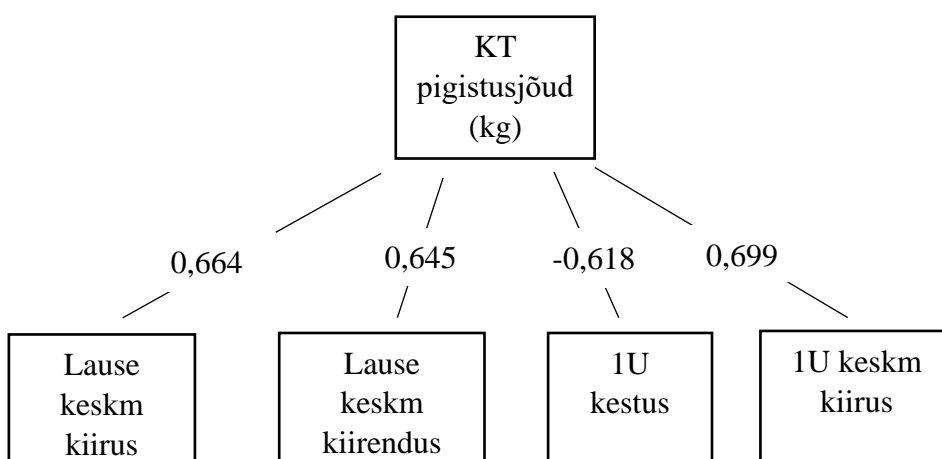 KT
pigistusjõud
(kg)
0,664
0,645
-0,618
0,699
Lause
keskm
kiirus
Lause
keskm
kiirendus
1U
kestus
1U keskm
kiirus